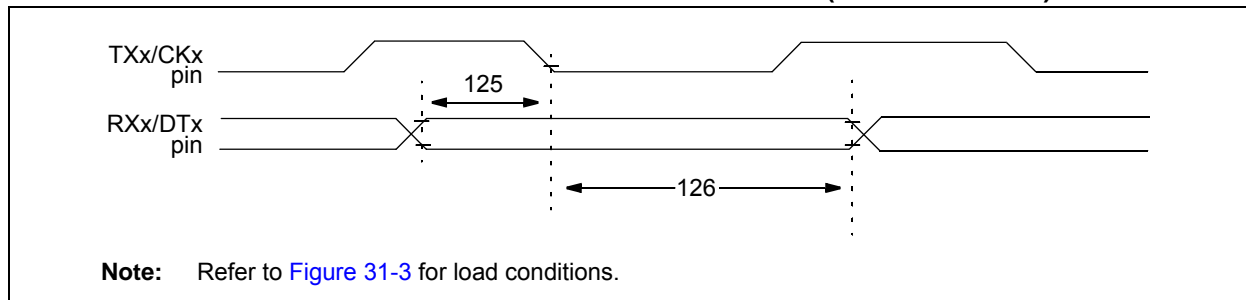 TXx/CKx
pin
125
RXx/DTx
pin
126
Note: Refer to Figure 31-3 for load conditions.